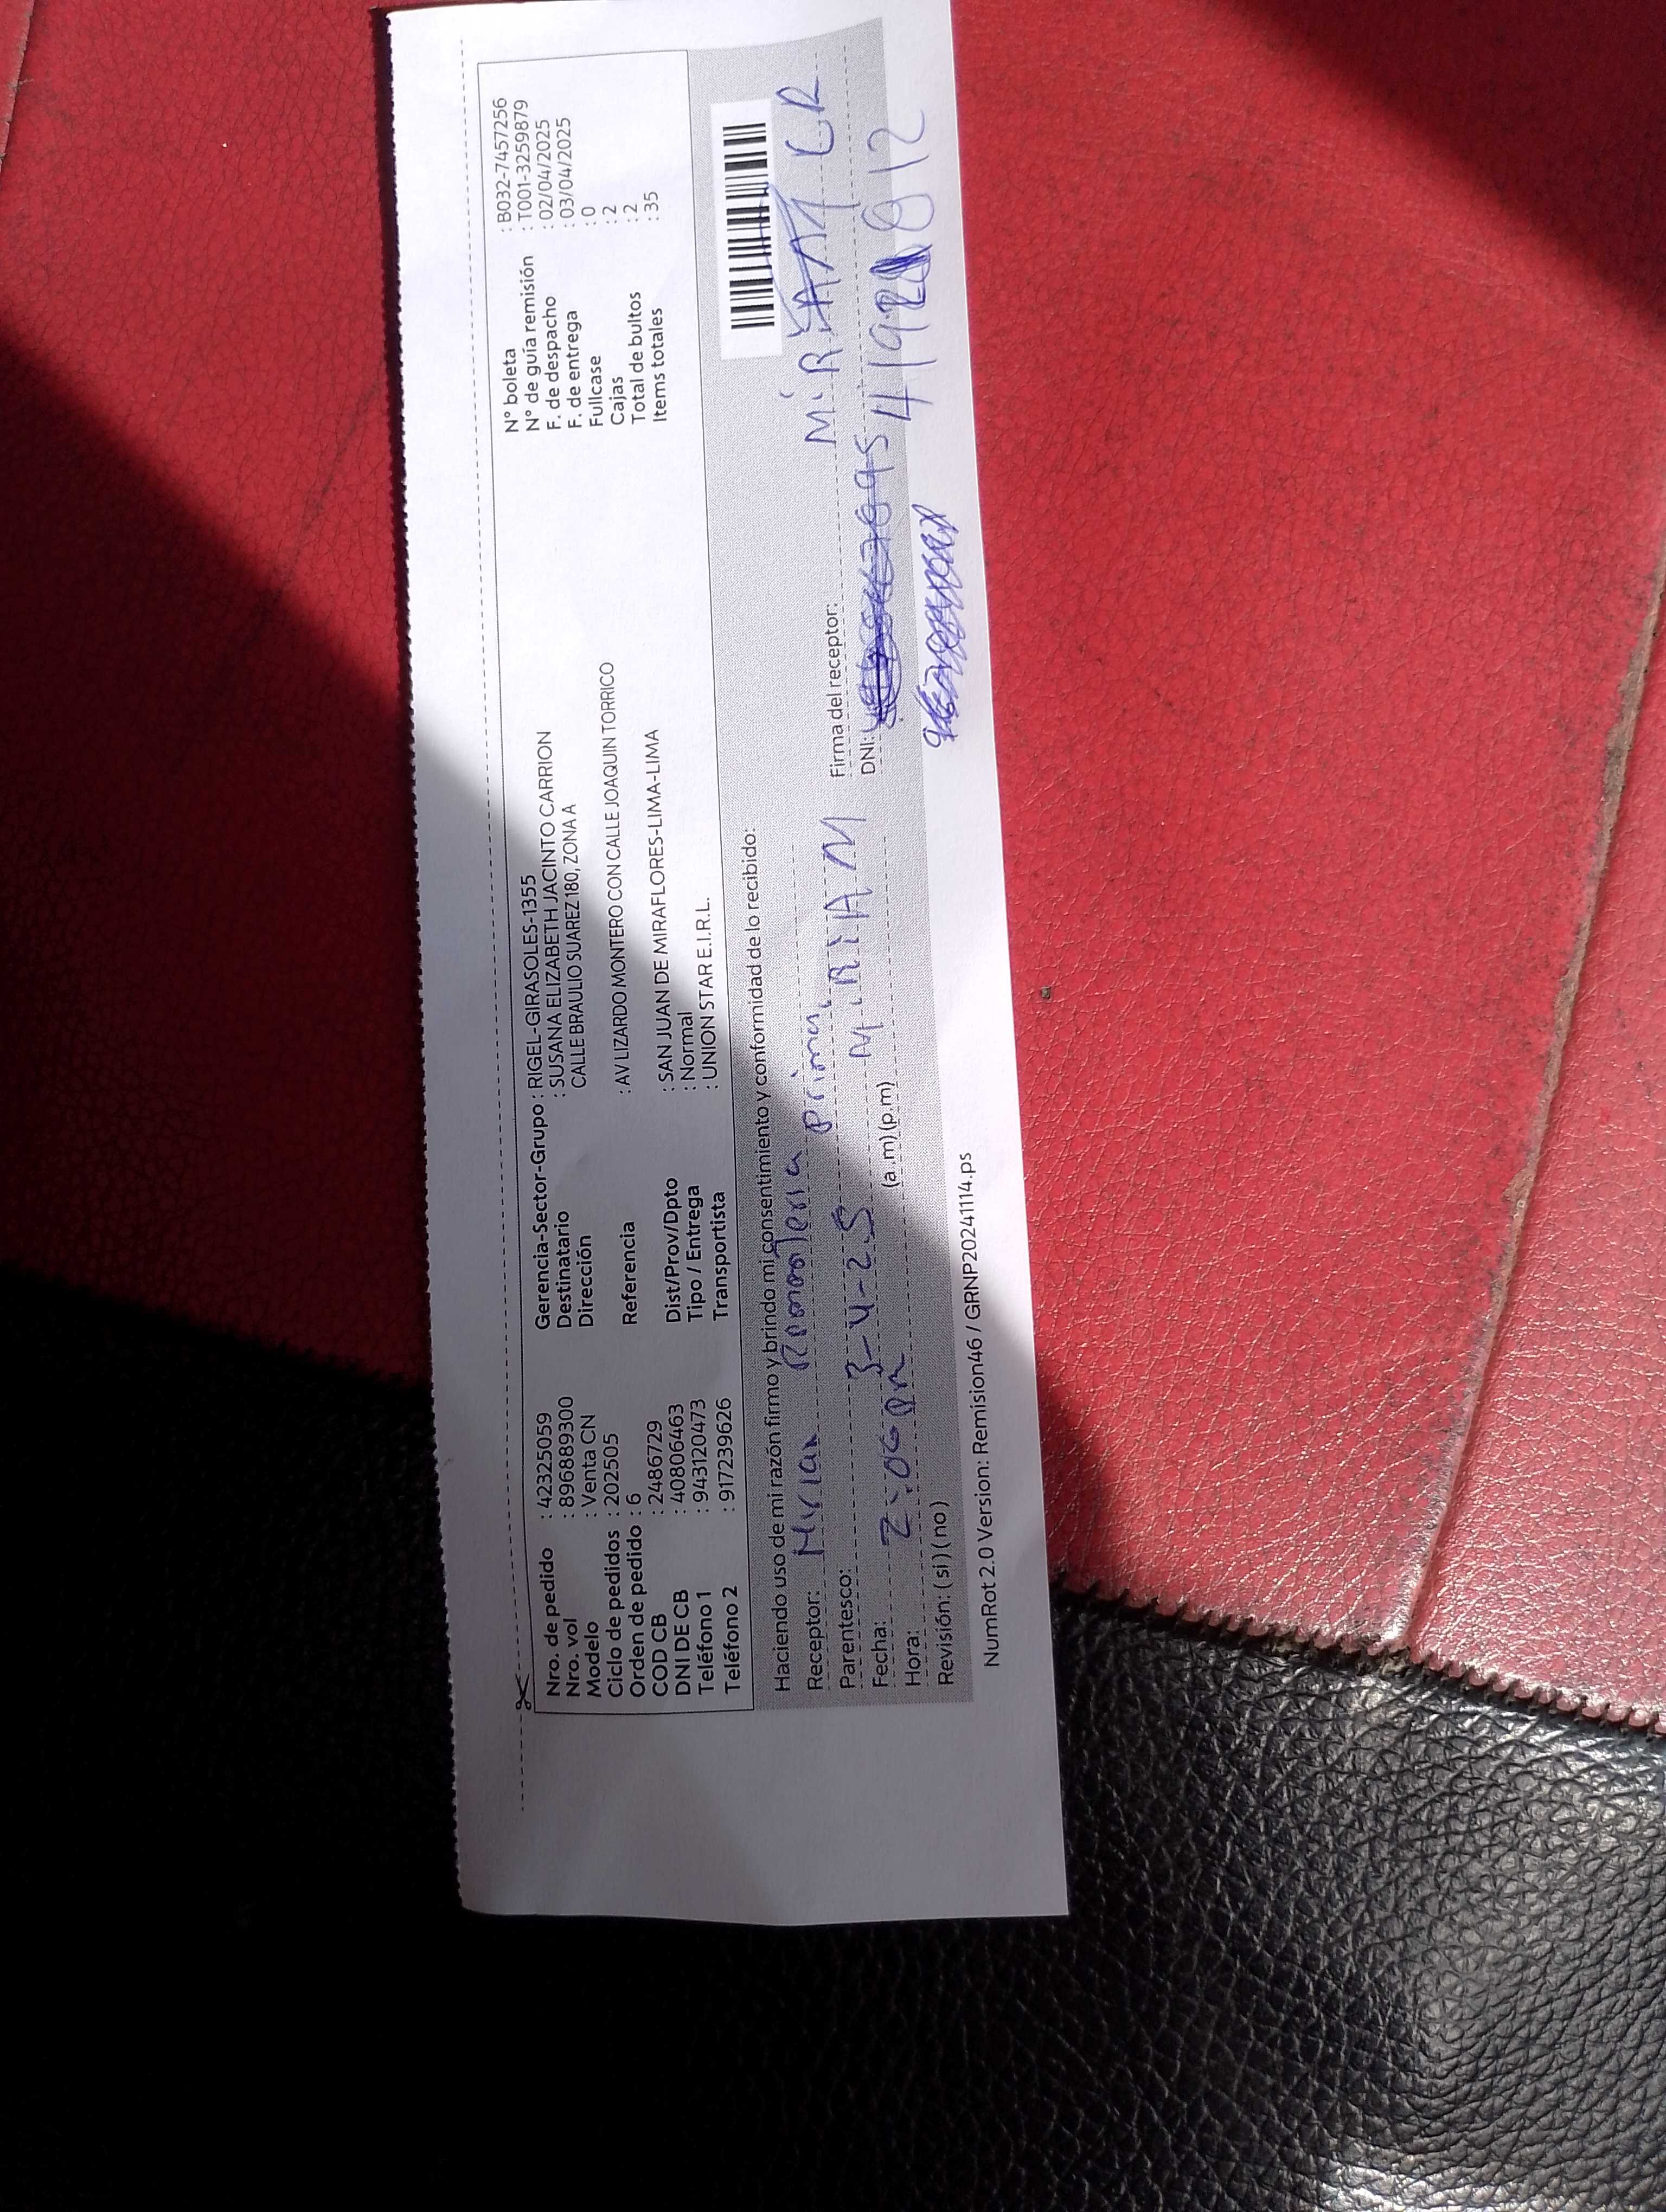 Nro. de pedido : 42325059
Nro. vol : 896889300
Modelo : Venta CN
Ciclo de pedidos : 202505
Orden de pedido : 6
COD CB : 2486729
DNI DE CB : 40806463
Teléfono 1 : 943120473
Teléfono 2 : 917239626
Gerencia-Sector-Grupo : RIGEL-GIRASOLES-1355
Destinatario : SUSANA ELIZABETH JACINTO CARRION
Dirección CALLE BRAULIO SUAREZ 180, ZONA A
Referencia : AV LIZARDO MONTERO CON CALLE JOAQUIN TORRICO
Dist/Prov/Dpto : SAN JUAN DE MIRAFLORES-LIMA-LIMA
Tipo / Entrega : Normal
Transportista : UNION STAR E.I.R.L.
N° boleta : B032-7457256
N° de guía remisión : T001-3259879
F. de despacho : 02/04/2025
F. de entrega : 03/04/2025
Fullcase : 0
Cajas : 2
Total de bultos : 2
Items totales : 35
Haciendo uso de mi razón firmo y brindo mi consentimiento y conformidad de lo recibido:
Receptor: Mirian prima
Firma del receptor: MiRiAM CR
Parentesco: MiRiAM
DNI:
Fecha: 3-4-25
Hora: 2:06 pm (a.m) (p.m)
Revisión: ( si ) ( no )
NumRot 2.0 Version: Remision46 / GRNP20241114.ps